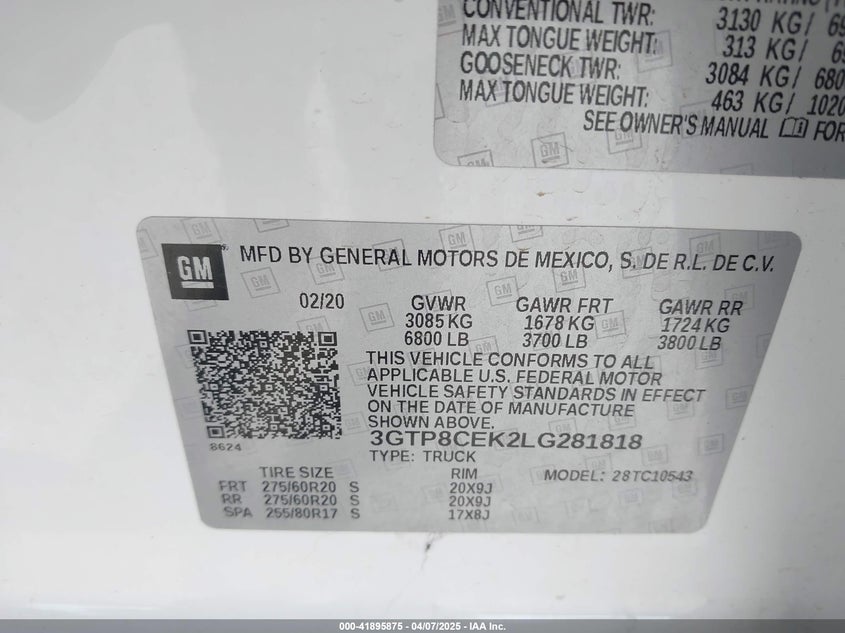 CONVENTIONAL TWR: 3130 KG/ 69
MAX TONGUE WEIGHT: 313 KG/ 69
GOOSENECK TWR: 3084 KG/ 680
MAX TONGUE WEIGHT: 463 KG/ 1020
SEE OWNER'S MANUAL FOR
GM MFD BY GENERAL MOTORS DE MEXICO, S. DE R.L. DE C.V.
02/20 GVWR GAWR FRT GAWR RR
3085 KG 1678 KG 1724 KG
6800 LB 3700 LB 3800 LB
THIS VEHICLE CONFORMS TO ALL
APPLICABLE U.S. FEDERAL MOTOR
VEHICLE SAFETY STANDARDS IN EFFECT
ON THE DATE OF MANUFACTURE
SHOWN ABOVE.
8624
3GTP8CEK2LG281818
TYPE: TRUCK
TIRE SIZE RIM MODEL: 28TC10543
FRT 275/60R20 S 20X9J
RR 275/60R20 S 20X9J
SPA 255/80R17 S 17X8J
000-41895875 - 04/07/2025 - IAA Inc.